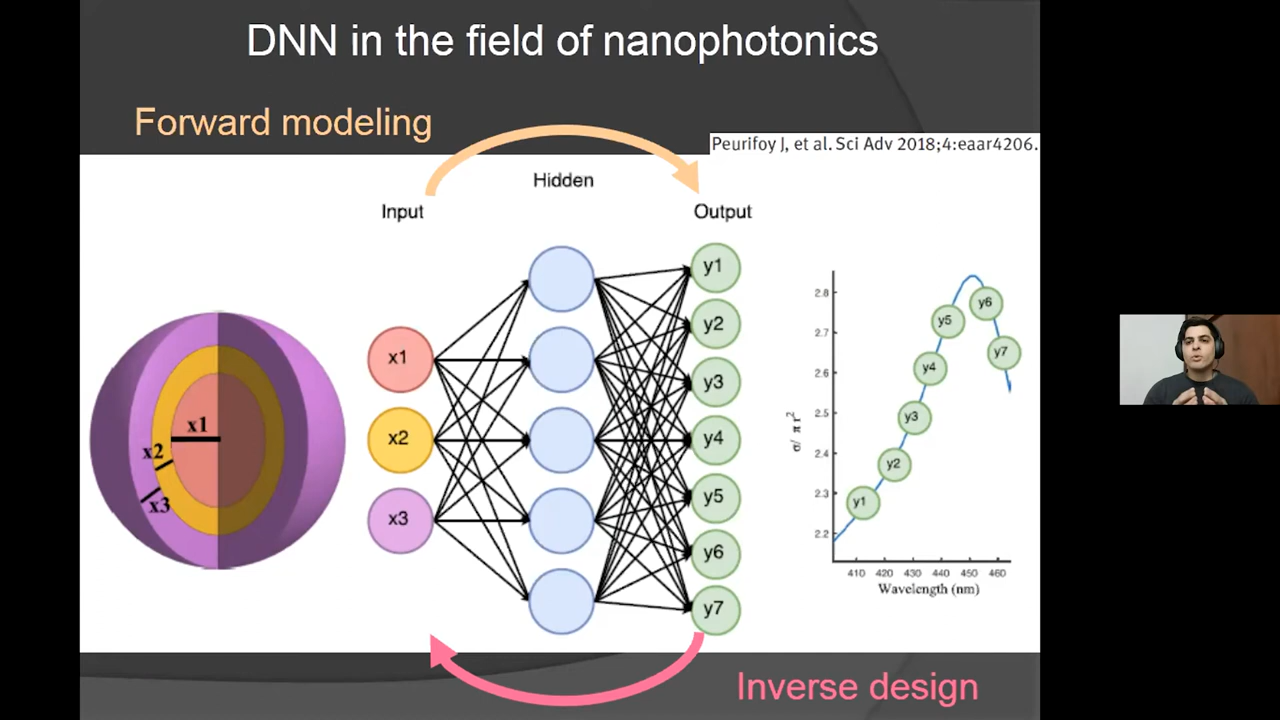 DNN in the field of nanophotonics
Forward modeling
Peurifoy J, et al. Sci Adv 2018;4:eaar4206.
Hidden
Input
Output
x1
x2
x3
x1
x2
x3
y1
y2
y3
y4
y5
y6
y7
2.8
2.7
2.6
2.5
2.4
2.3
2.2
σ/ π r²
y1
y2
y3
y4
y5
y6
y7
410 420 430 440 450 460
Wavelength (nm)
Inverse design